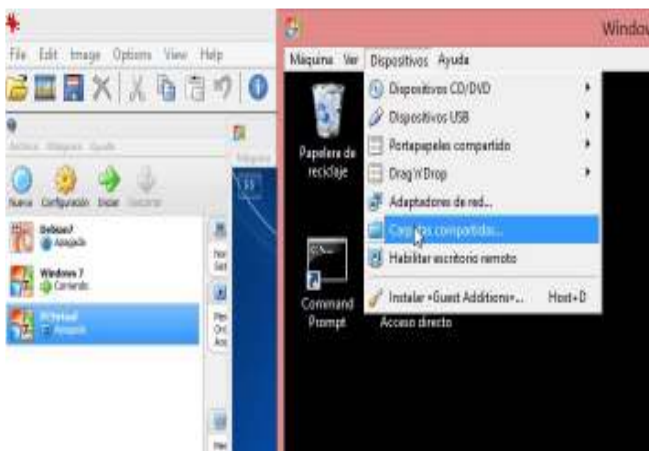 File Edit Image Options View Help
Nueva Configuración Iniciar
Debian7
Apagada
Windows 7
Corriendo
Apagada
Window
Máquina Ver Dispositivos Ayuda
Dispositivos CD/DVD
Dispositivos USB
Portapapeles compartido
Drag'n'Drop
Adaptadores de red...
Carpetas compartidas...
Habilitar escritorio remoto
Instalar «Guest Additions»... Host+D
Papelera de
reciclaje
Command
Prompt
Acceso directo